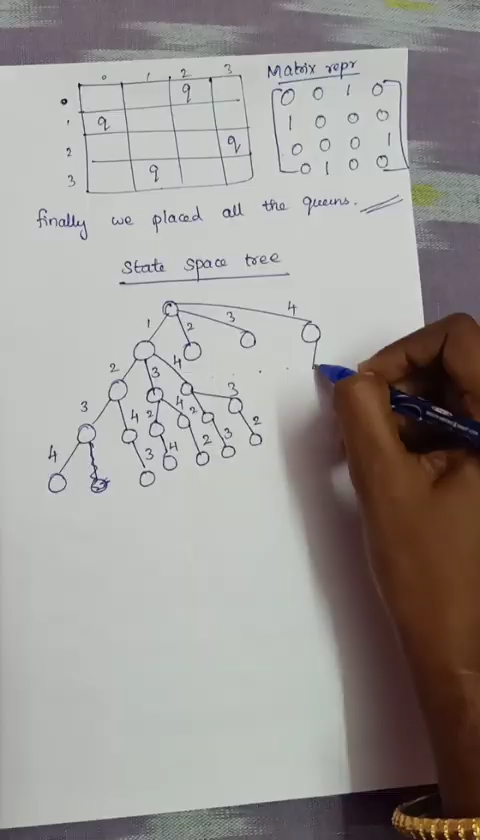 0 1 2 3
Matrix repr
0 q
0 0 1 0
1 q
1 0 0 0
2 q
0 0 0 1
3 q
0 1 0 0
finally we placed all the queens.
State space tree
1 2 3 4
2 3 4
3 4 2 4 2 3
4 3 4 2 3 2